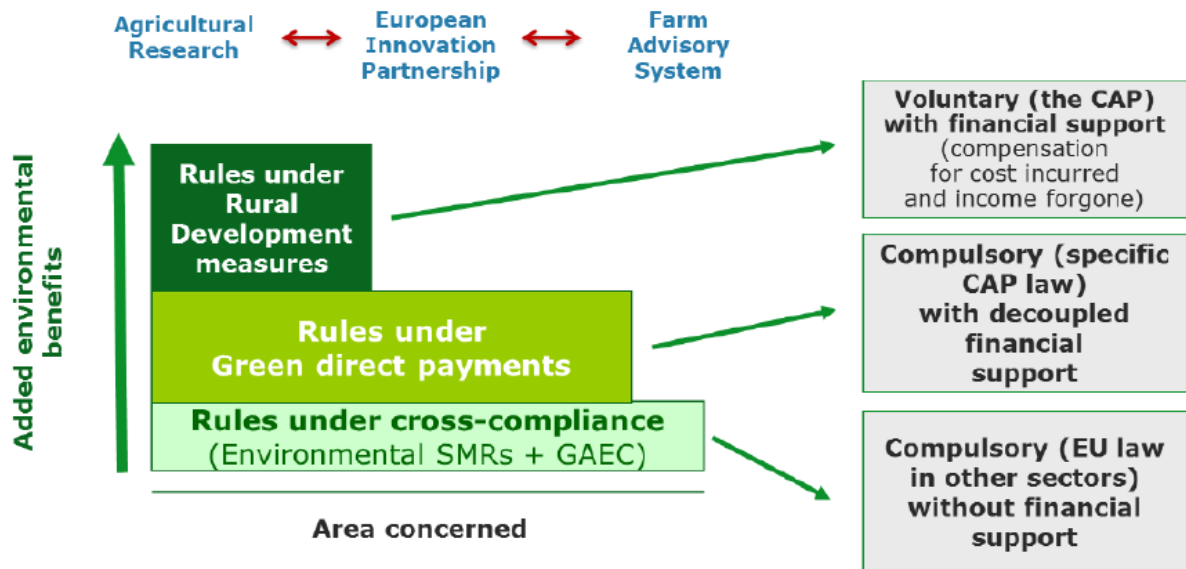 Agricultural
Research
European
Innovation
Partnership
Farm
Advisory
System
Added environmental
benefits
Rules under
Rural
Development
measures
Rules under
Green direct payments
Rules under cross-compliance
(Environmental SMRs + GAEC)
Area concerned
Voluntary (the CAP)
with financial support
(compensation
for cost incurred
and income forgone)
Compulsory (specific
CAP law)
with decoupled
financial
support
Compulsory (EU law
in other sectors)
without financial
support